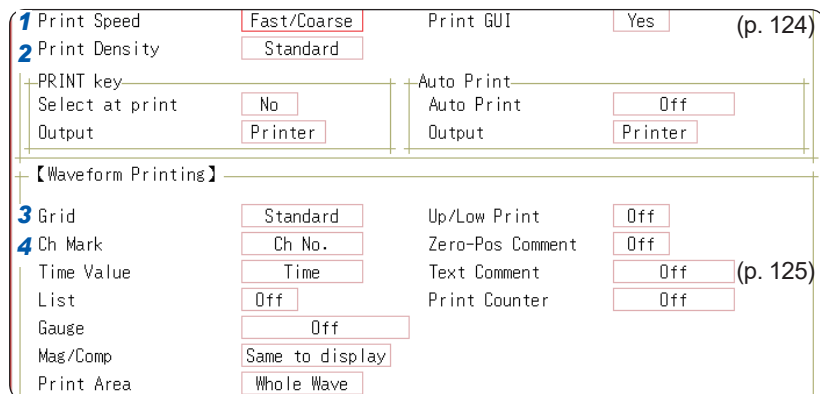 1 Print Speed Fast/Coarse Print GUI Yes (p. 124)
2 Print Density Standard
PRINT key Auto Print
Select at print No Auto Print Off
Output Printer Output Printer
【Waveform Printing】
3 Grid Standard Up/Low Print Off
4 Ch Mark Ch No. Zero-Pos Comment Off
Time Value Time Text Comment Off (p. 125)
List Off Print Counter Off
Gauge Off
Mag/Comp Same to display
Print Area Whole Wave